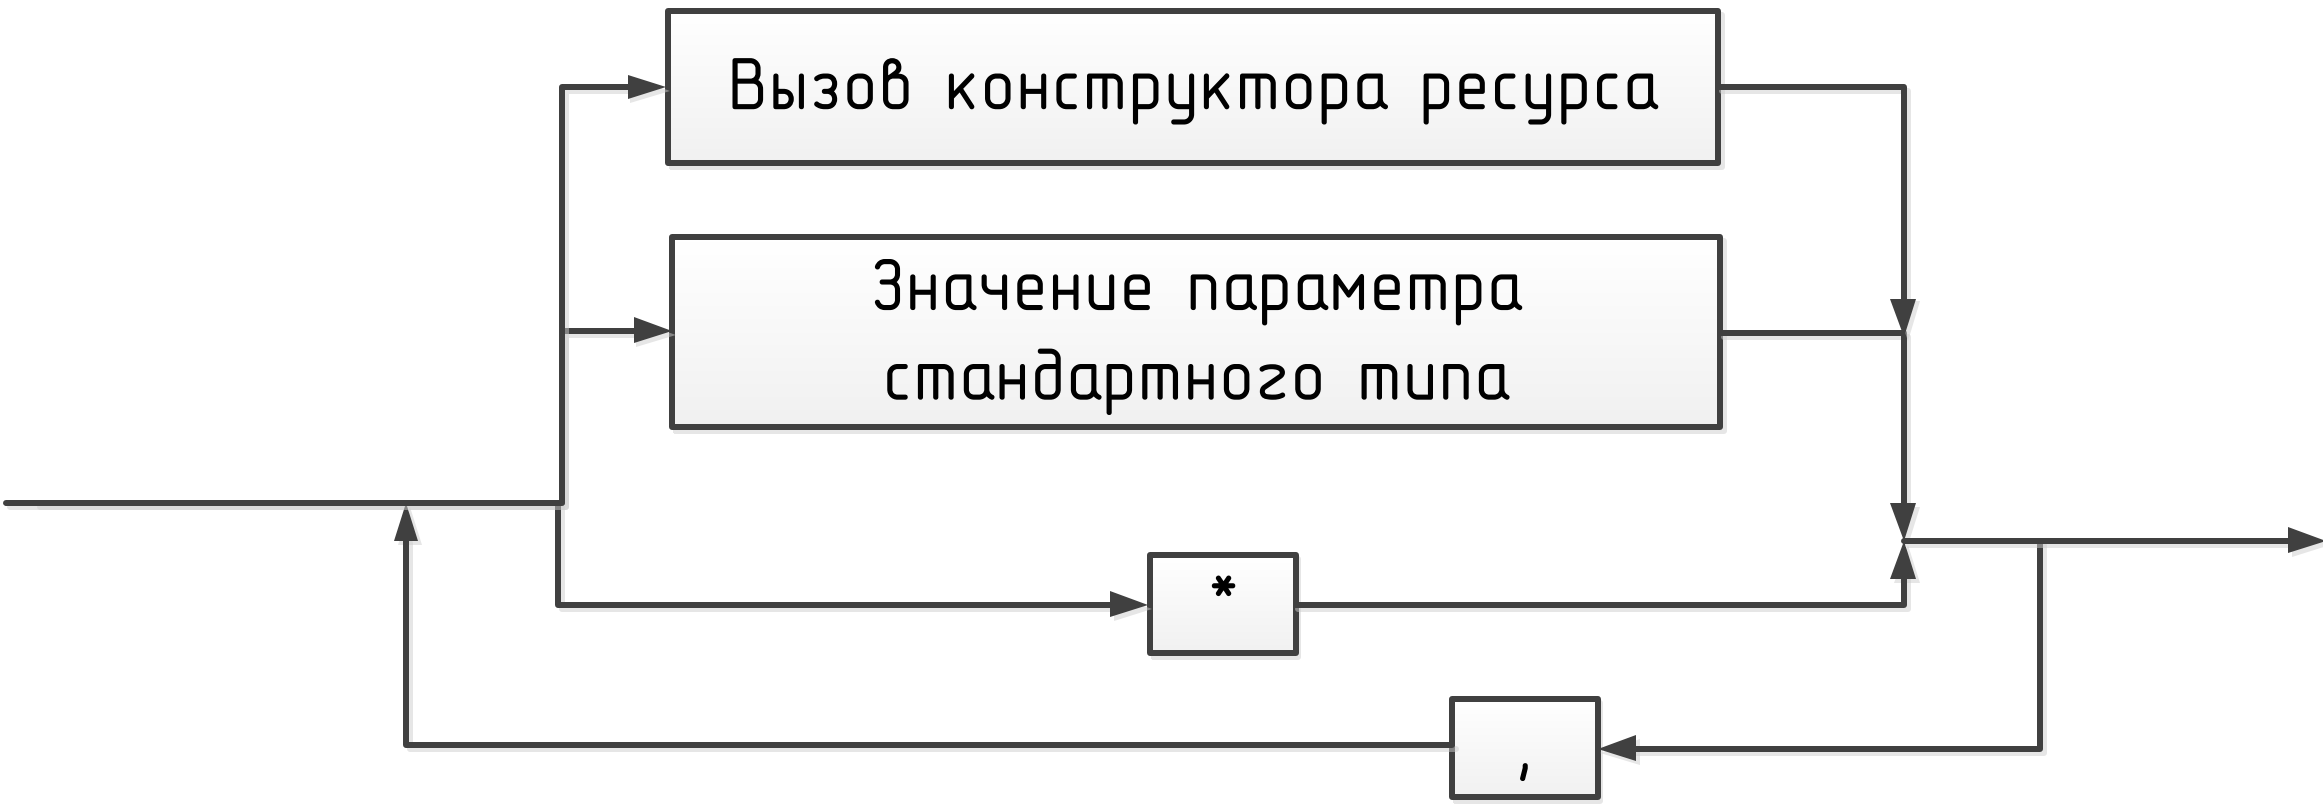 Вызов конструктора ресурса
Значение параметра
стандартного типа
*
,